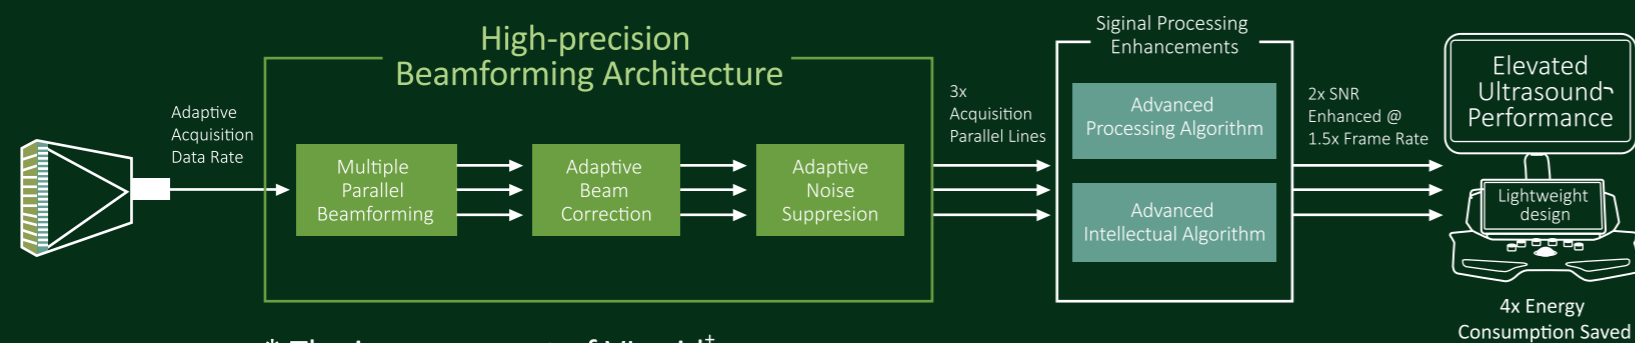 Adaptive
Acquisition
Data Rate
High-precision
Beamforming Architecture
Multiple
Parallel
Beamforming
Adaptive
Beam
Correction
Adaptive
Noise
Suppresion
3x
Acquisition
Parallel Lines
Siginal Processing
Enhancements
Advanced
Processing Algorithm
Advanced
Intellectual Algorithm
2x SNR
Enhanced @
1.5x Frame Rate
Elevated
Ultrasound
Performance
Lightweight
design
4x Energy
Consumption Saved